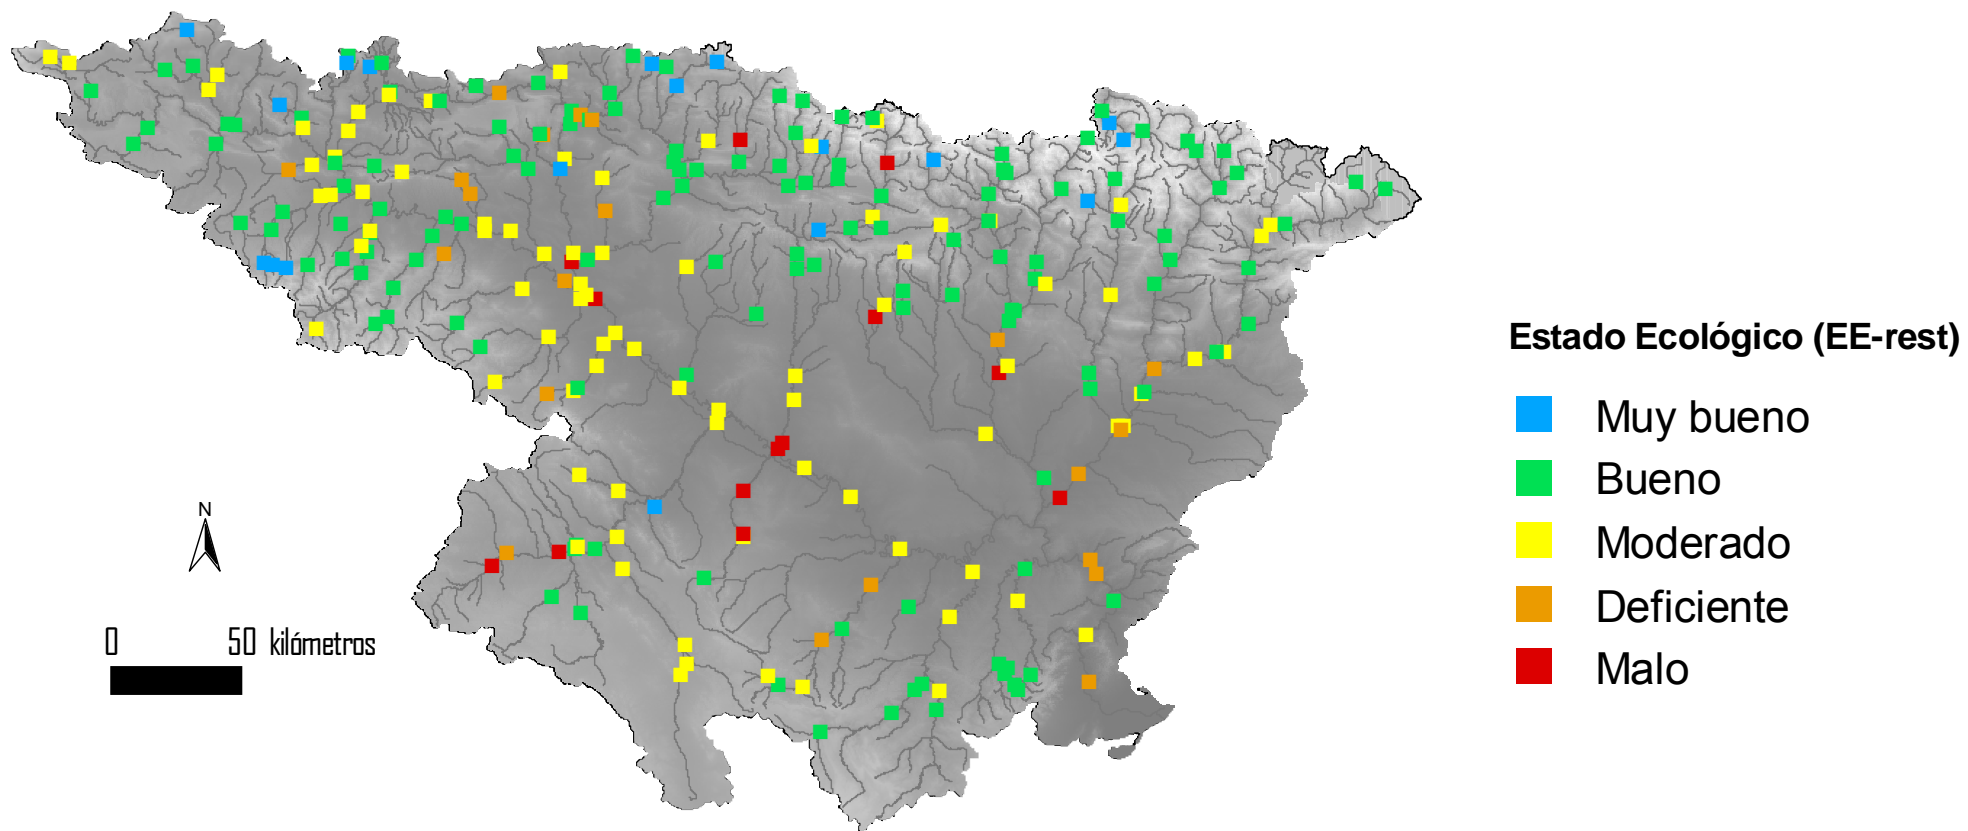 Estado Ecológico (EE-rest)
Muy bueno
Bueno
Moderado
Deficiente
Malo
N
0 50 kilómetros